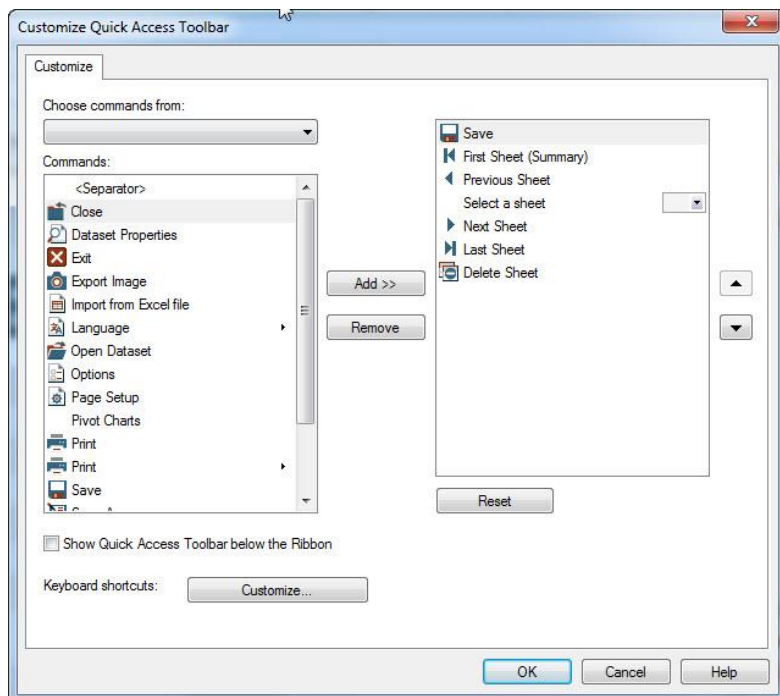 Customize Quick Access Toolbar
Customize
Choose commands from:
Commands:
<Separator>
Close
Dataset Properties
Exit
Export Image
Import from Excel file
Language
Open Dataset
Options
Page Setup
Pivot Charts
Print
Print
Save
Add >>
Remove
Save
First Sheet (Summary)
Previous Sheet
Select a sheet
Next Sheet
Last Sheet
Delete Sheet
Reset
Show Quick Access Toolbar below the Ribbon
Keyboard shortcuts:
Customize...
OK
Cancel
Help